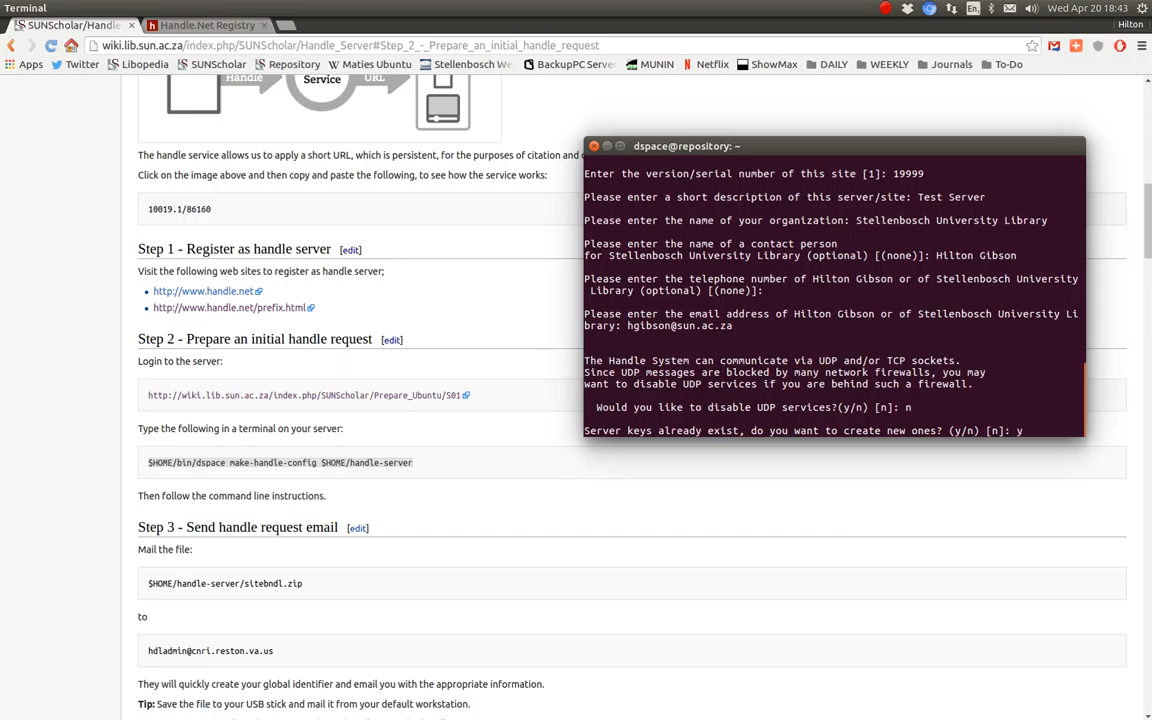 Terminal
En
Wed Apr 20 18:43
SUNScholar/Handle
Handle.Net Registry
Hilton
wiki.lib.sun.ac.za/index.php/SUNScholar/Handle_Server#Step_2_-_Prepare_an_initial_handle_request
Apps Twitter Libopedia SUNScholar Repository Maties Ubuntu Stellenbosch We BackupPC Server MUNIN Netflix ShowMax DAILY WEEKLY Journals To-Do
Handle
Service
URL
The handle service allows us to apply a short URL, which is persistent, for the purposes of citation and
Click on the image above and then copy and paste the following, to see how the service works:
10019.1/86160
Step 1 - Register as handle server [edit]
Visit the following web sites to register as handle server;
http://www.handle.net
http://www.handle.net/prefix.html
Step 2 - Prepare an initial handle request [edit]
Login to the server:
http://wiki.lib.sun.ac.za/index.php/SUNScholar/Prepare_Ubuntu/S01
Type the following in a terminal on your server:
$HOME/bin/dspace make-handle-config $HOME/handle-server
Then follow the command line instructions.
Step 3 - Send handle request email [edit]
Mail the file:
$HOME/handle-server/sitebndl.zip
to
hdladmin@cnri.reston.va.us
They will quickly create your global identifier and email you with the appropriate information.
Tip: Save the file to your USB stick and mail it from your default workstation.
dspace@repository: ~
Enter the version/serial number of this site [1]: 19999
Please enter a short description of this server/site: Test Server
Please enter the name of your organization: Stellenbosch University Library
Please enter the name of a contact person
for Stellenbosch University Library (optional) [(none)]: Hilton Gibson
Please enter the telephone number of Hilton Gibson or of Stellenbosch University
Library (optional) [(none)]:
Please enter the email address of Hilton Gibson or of Stellenbosch University Li
brary: hgibson@sun.ac.za
The Handle System can communicate via UDP and/or TCP sockets.
Since UDP messages are blocked by many network firewalls, you may
want to disable UDP services if you are behind such a firewall.
Would you like to disable UDP services?(y/n) [n]: n
Server keys already exist, do you want to create new ones? (y/n) [n]: y